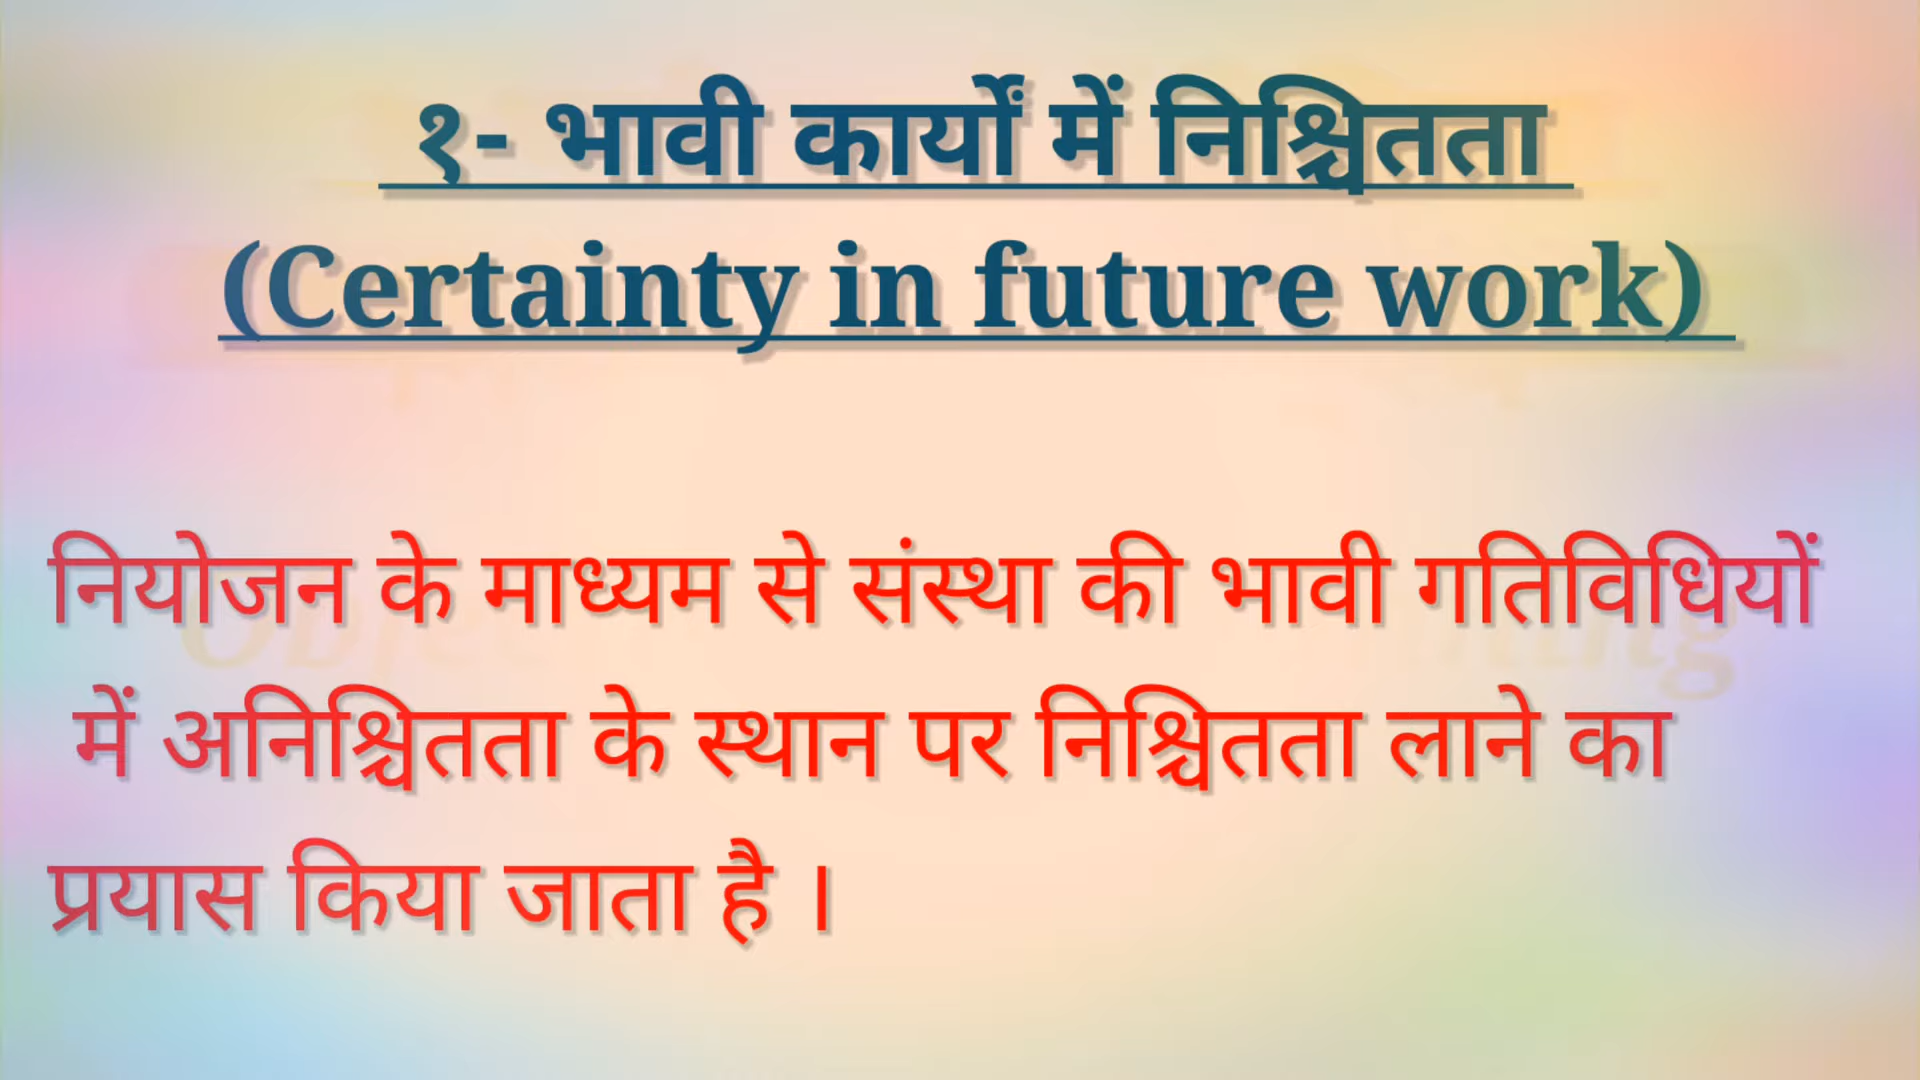 १- भावी कार्यों में निश्चितता
(Certainty in future work)
नियोजन के माध्यम से संस्था की भावी गतिविधियों
में अनिश्चितता के स्थान पर निश्चितता लाने का
प्रयास किया जाता है ।